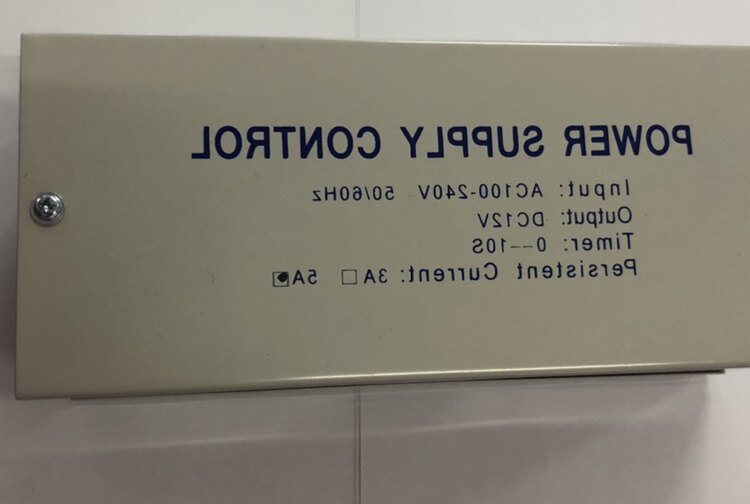 POWER SUPPLY CONTROL
Input: AC100-240V 50/60Hz
Output: DC12V
Timer: 0--10S
Persistent Current: 3A □ 5A ▣